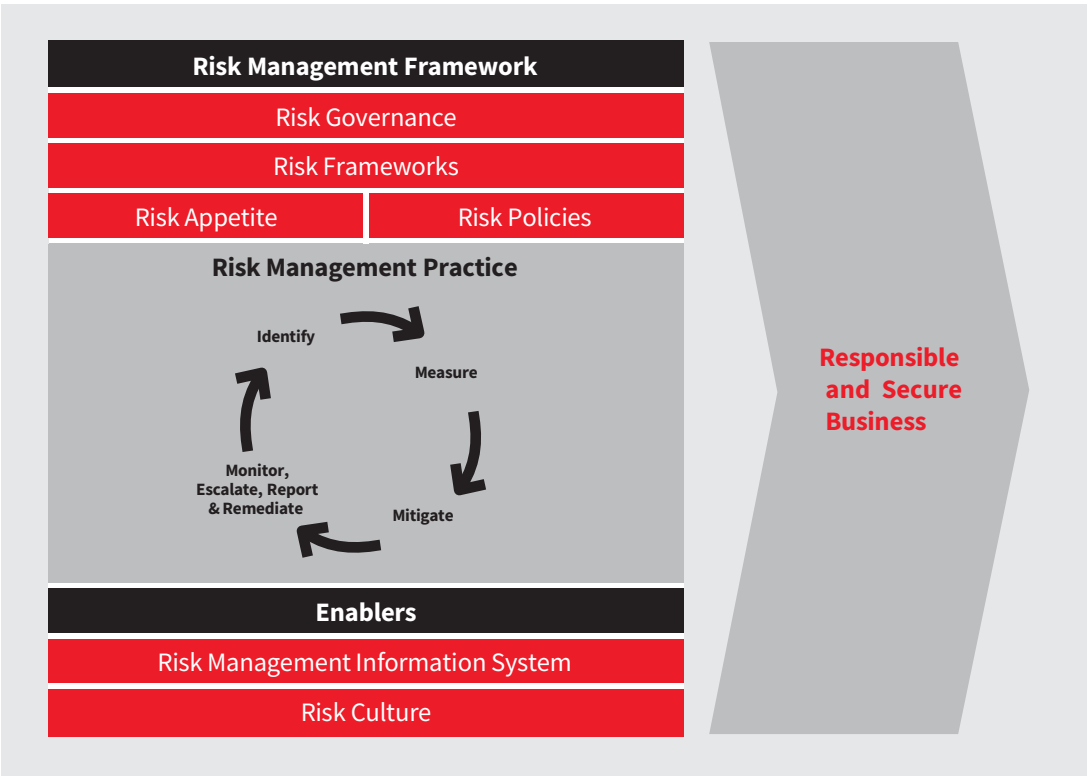 Risk Management Framework
Risk Governance
Risk Frameworks
Risk Appetite
Risk Policies
Risk Management Practice
Identify
Measure
Mitigate
Monitor,
Escalate, Report
& Remediate
Enablers
Risk Management Information System
Risk Culture
Responsible
and Secure
Business